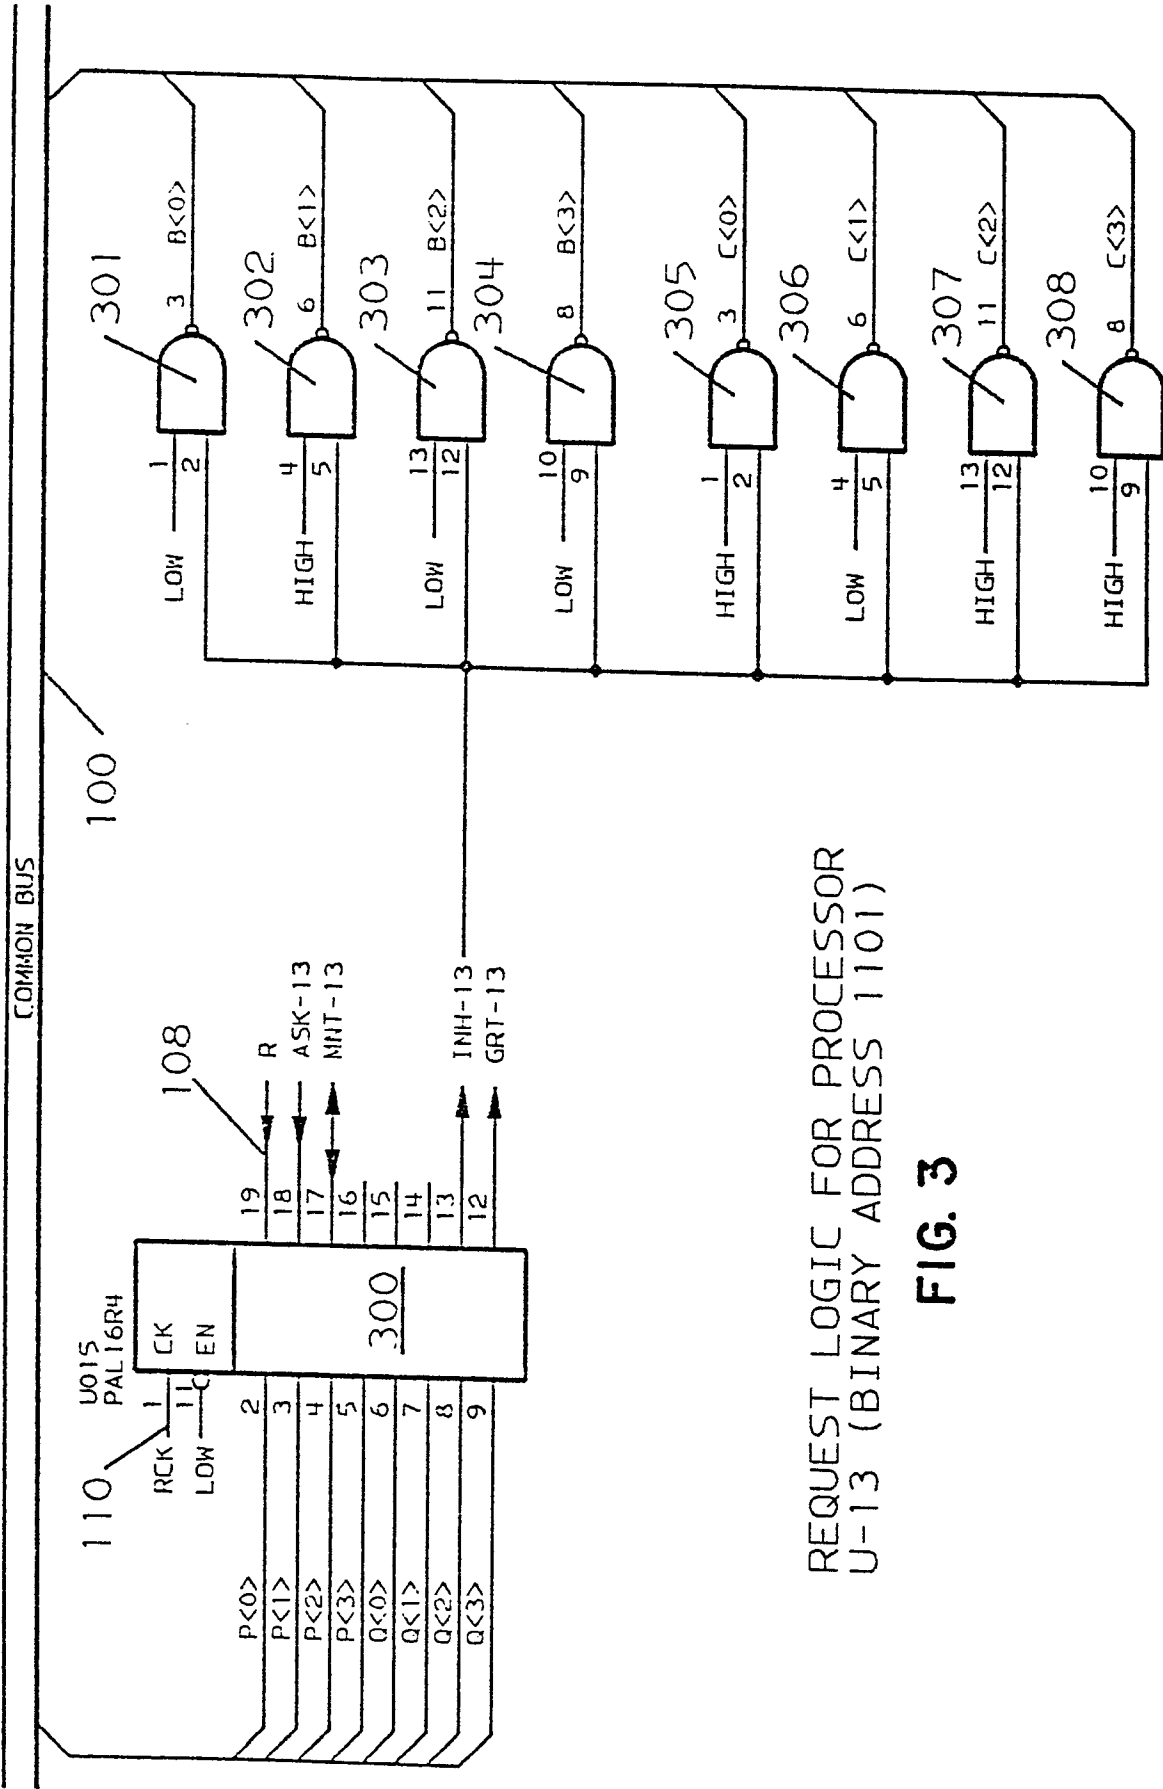 COMMON BUS
100
110
RCK
1
LOW
11
U015
PAL16R4
CK
EN
300
108
P<0>
2
P<1>
3
P<2>
4
P<3>
5
Q<0>
6
Q<1>
7
Q<2>
8
Q<3>
9
19
R
18
ASK-13
17
MNT-13
16
15
14
13
INH-13
12
GRT-13
LOW
1
2
301
3
B<0>
HIGH
4
5
302
6
B<1>
LOW
13
12
303
11
B<2>
LOW
10
9
304
8
B<3>
HIGH
1
2
305
3
C<0>
LOW
4
5
306
6
C<1>
HIGH
13
12
307
11
C<2>
HIGH
10
9
308
8
C<3>
REQUEST LOGIC FOR PROCESSOR
U-13 (BINARY ADDRESS 1101)
FIG. 3